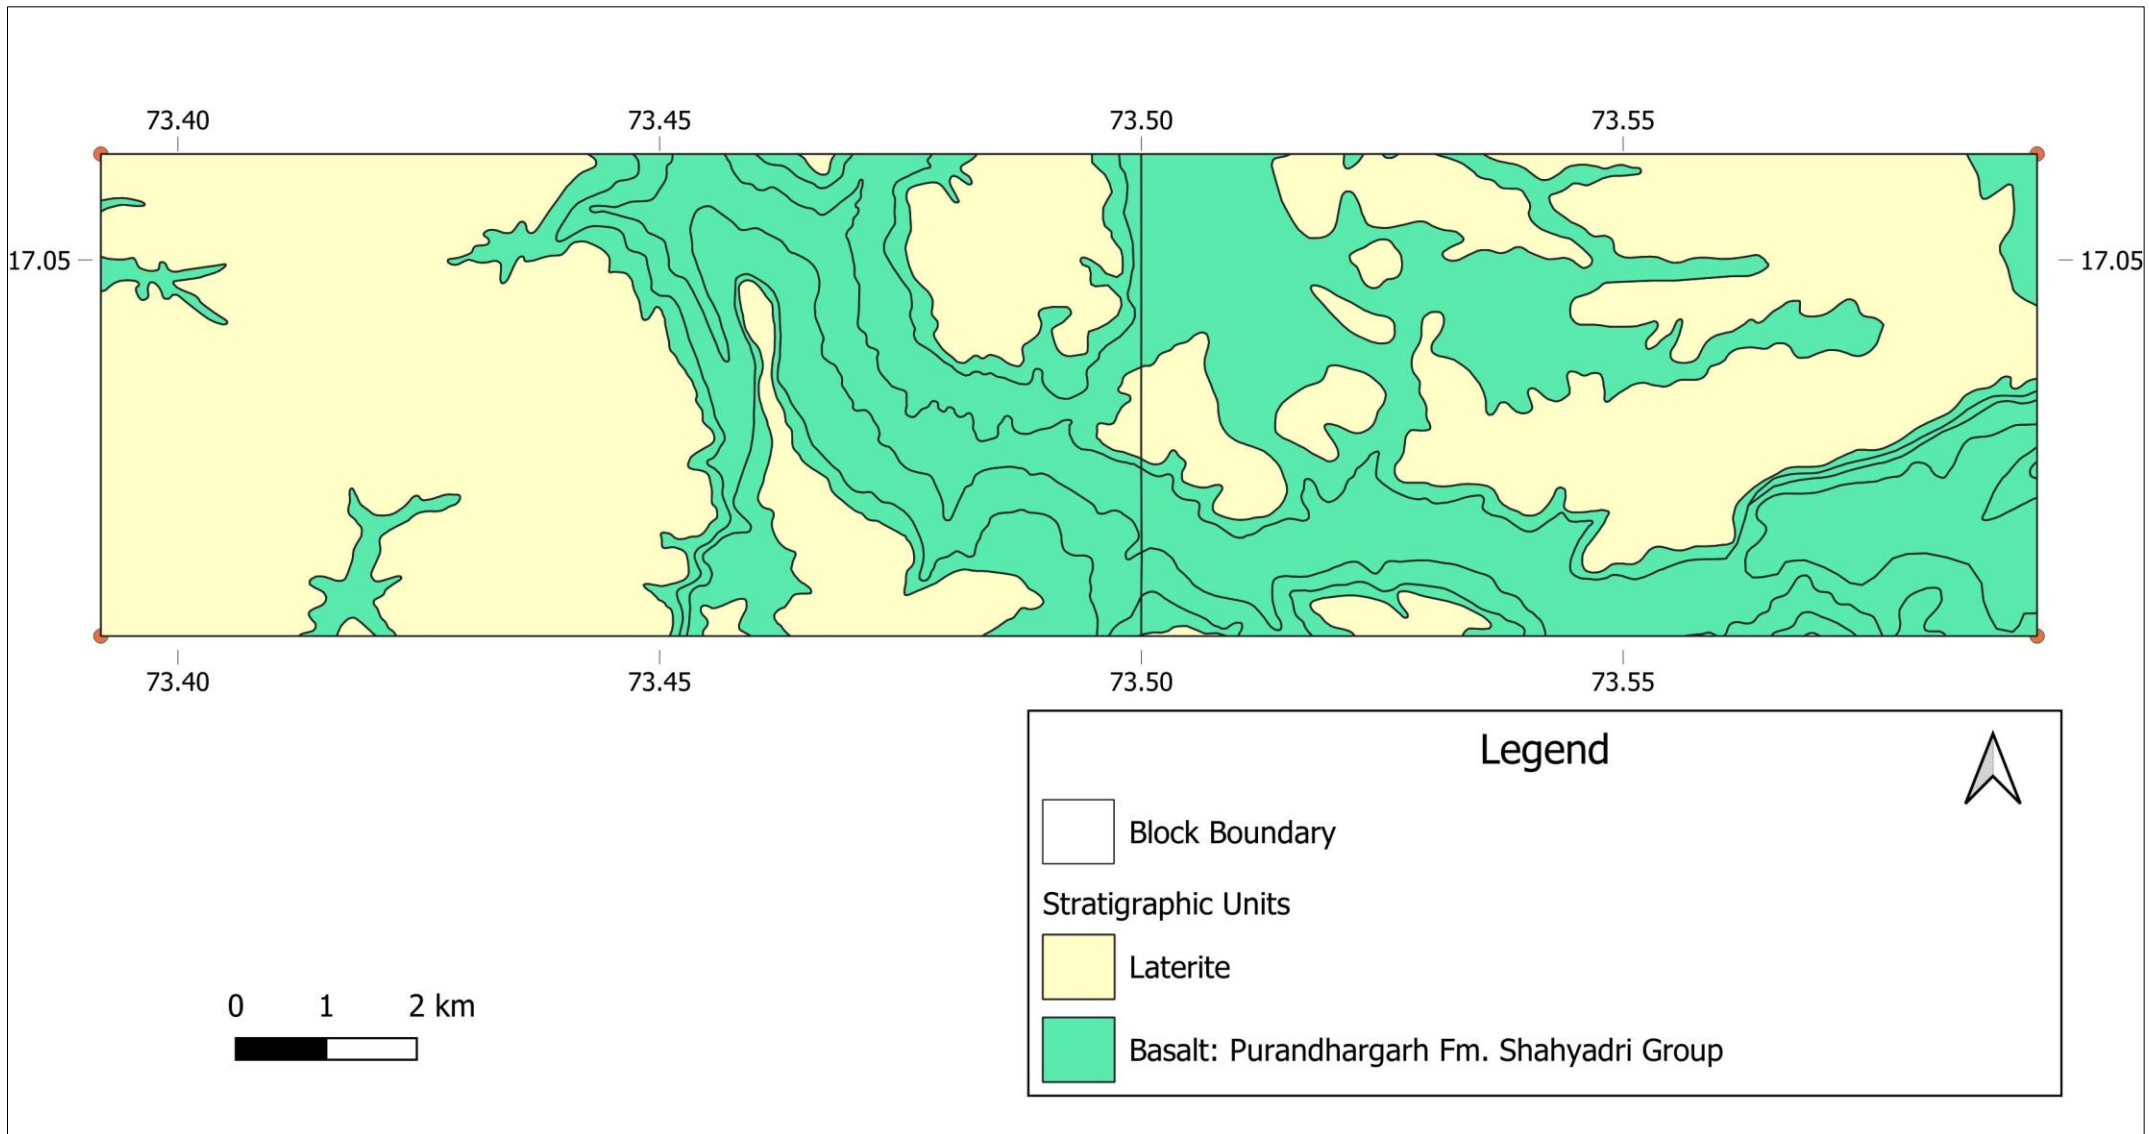 73.40 73.45 73.50 73.55
17.05 17.05
73.40 73.45 73.50 73.55
Legend
Block Boundary
Stratigraphic Units
Laterite
Basalt: Purandhargarh Fm. Shahyadri Group
0 1 2 km